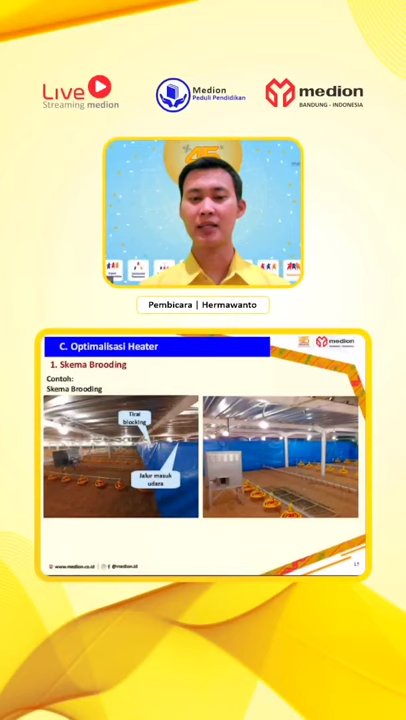 Live
Streaming medion
Medion
Peduli Pendidikan
medion
BANDUNG - INDONESIA
Pembicara | Hermawanto
C. Optimalisasi Heater
medion
1. Skema Brooding
Contoh:
Skema Brooding
Tirai
blocking
Jalur masuk
udara
www.medion.co.id | @medion.id